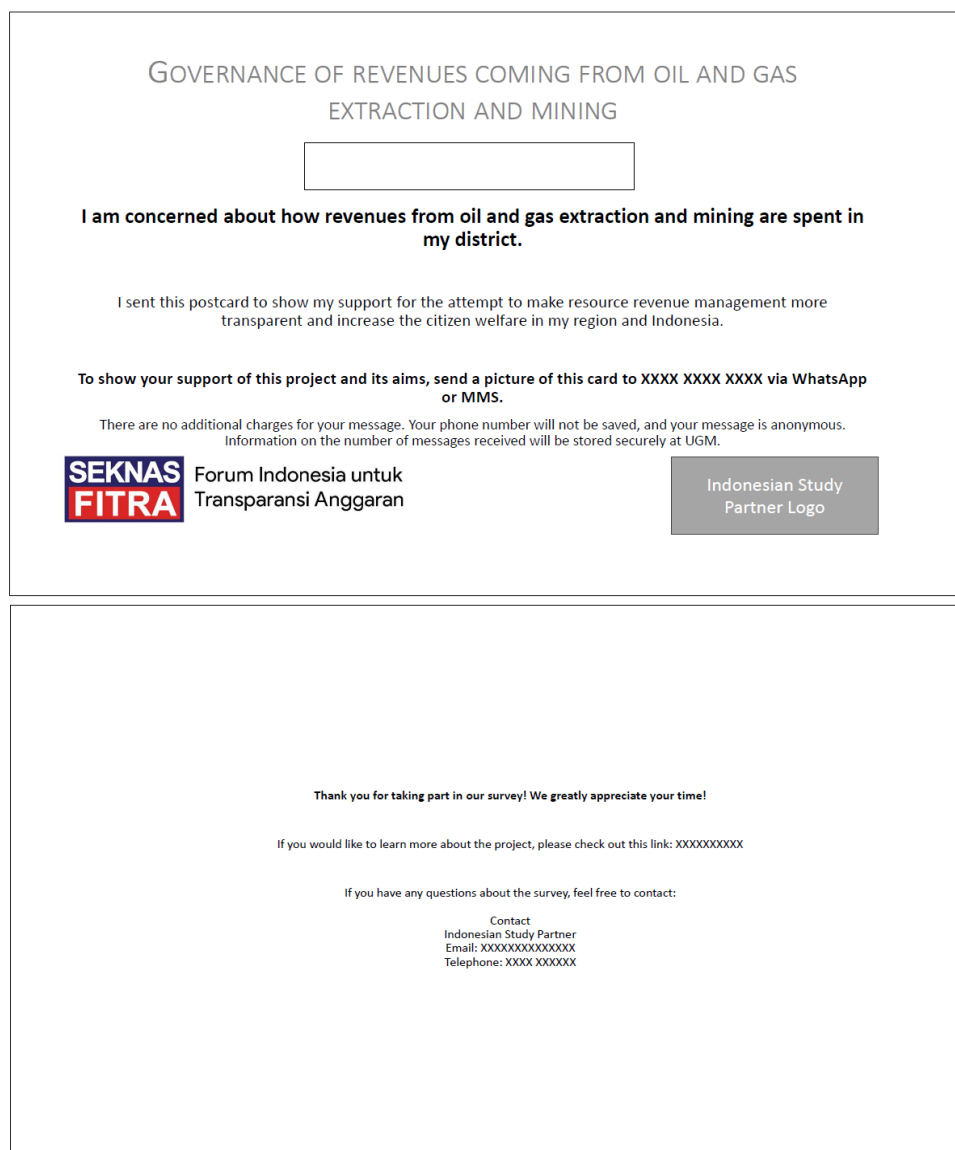 GOVERNANCE OF REVENUES COMING FROM OIL AND GAS
EXTRACTION AND MINING
I am concerned about how revenues from oil and gas extraction and mining are spent in
my district.
I sent this postcard to show my support for the attempt to make resource revenue management more
transparent and increase the citizen welfare in my region and Indonesia.
To show your support of this project and its aims, send a picture of this card to XXXX XXXX XXXX via WhatsApp
or MMS.
There are no additional charges for your message. Your phone number will not be saved, and your message is anonymous.
Information on the number of messages received will be stored securely at UGM.
SEKNAS
FITRA
Forum Indonesia untuk
Transparansi Anggaran
Indonesian Study
Partner Logo
Thank you for taking part in our survey! We greatly appreciate your time!
If you would like to learn more about the project, please check out this link: XXXXXXXXXX
If you have any questions about the survey, feel free to contact:
Contact
Indonesian Study Partner
Email: XXXXXXXXXXXXXX
Telephone: XXXX XXXXXX